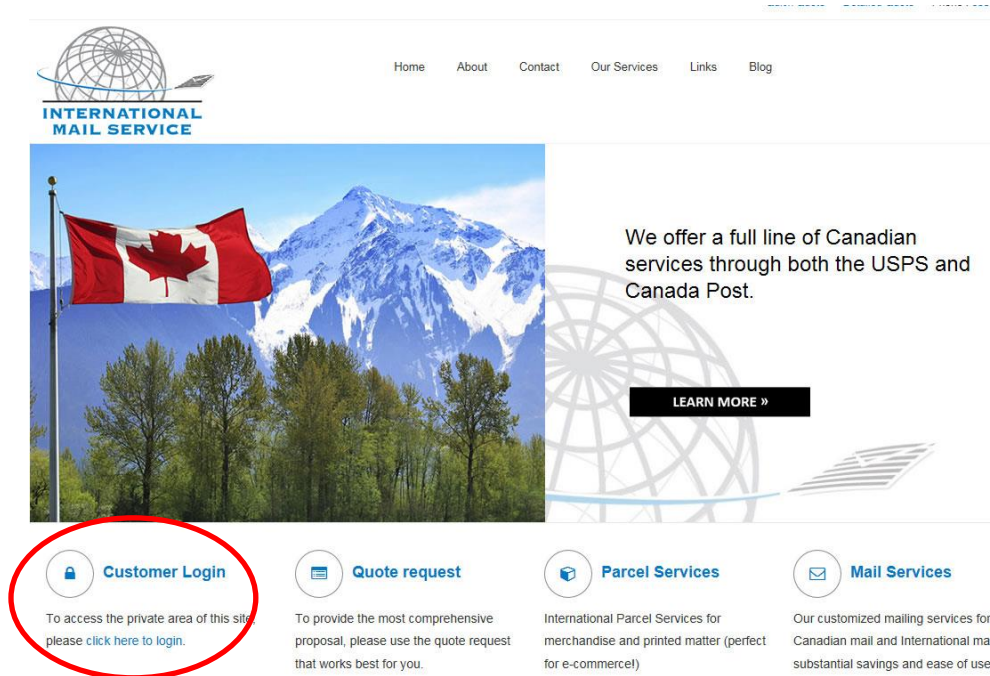 Home About Contact Our Services Links Blog
INTERNATIONAL
MAIL SERVICE
We offer a full line of Canadian
services through both the USPS and
Canada Post.
LEARN MORE »
Customer Login
To access the private area of this site,
please click here to login.
Quote request
To provide the most comprehensive
proposal, please use the quote request
that works best for you.
Parcel Services
International Parcel Services for
merchandise and printed matter (perfect
for e-commerce!)
Mail Services
Our customized mailing services for
Canadian mail and International
substantial savings and ease of use